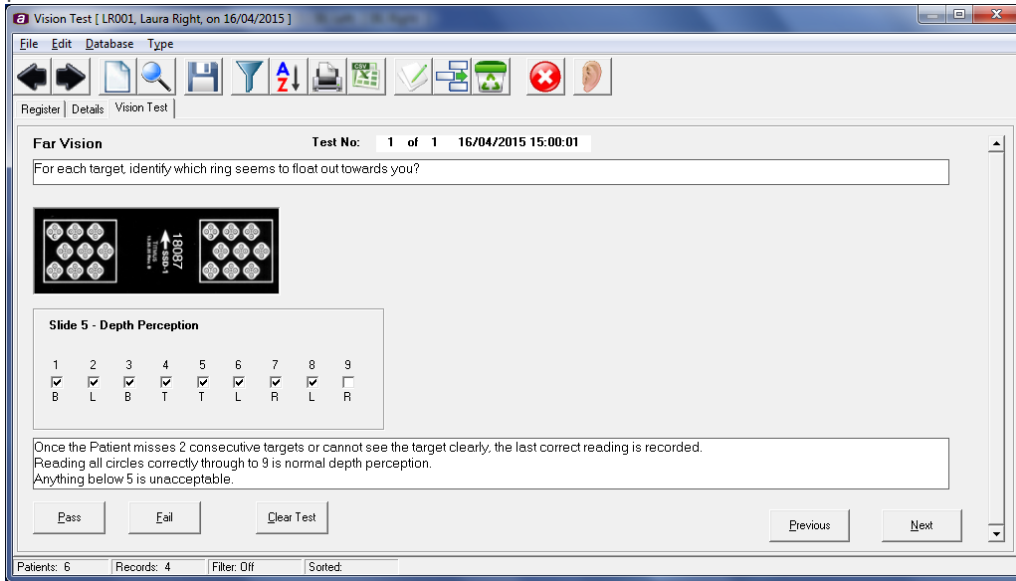 Vision Test [ LR001, Laura Right, on 16/04/2015 ]
File Edit Database Type
A Z CSV
Register Details Vision Test
Far Vision Test No: 1 of 1 16/04/2015 15:00:01
For each target, identify which ring seems to float out towards you?
18087
SSD-1
Titmus
Slide 5 - Depth Perception
1 2 3 4 5 6 7 8 9
B L B T T L R L R
Once the Patient misses 2 consecutive targets or cannot see the target clearly, the last correct reading is recorded.
Reading all circles correctly through to 9 is normal depth perception.
Anything below 5 is unacceptable.
Pass Fail Clear Test Previous Next
Patients: 6 Records: 4 Filter: Off Sorted: